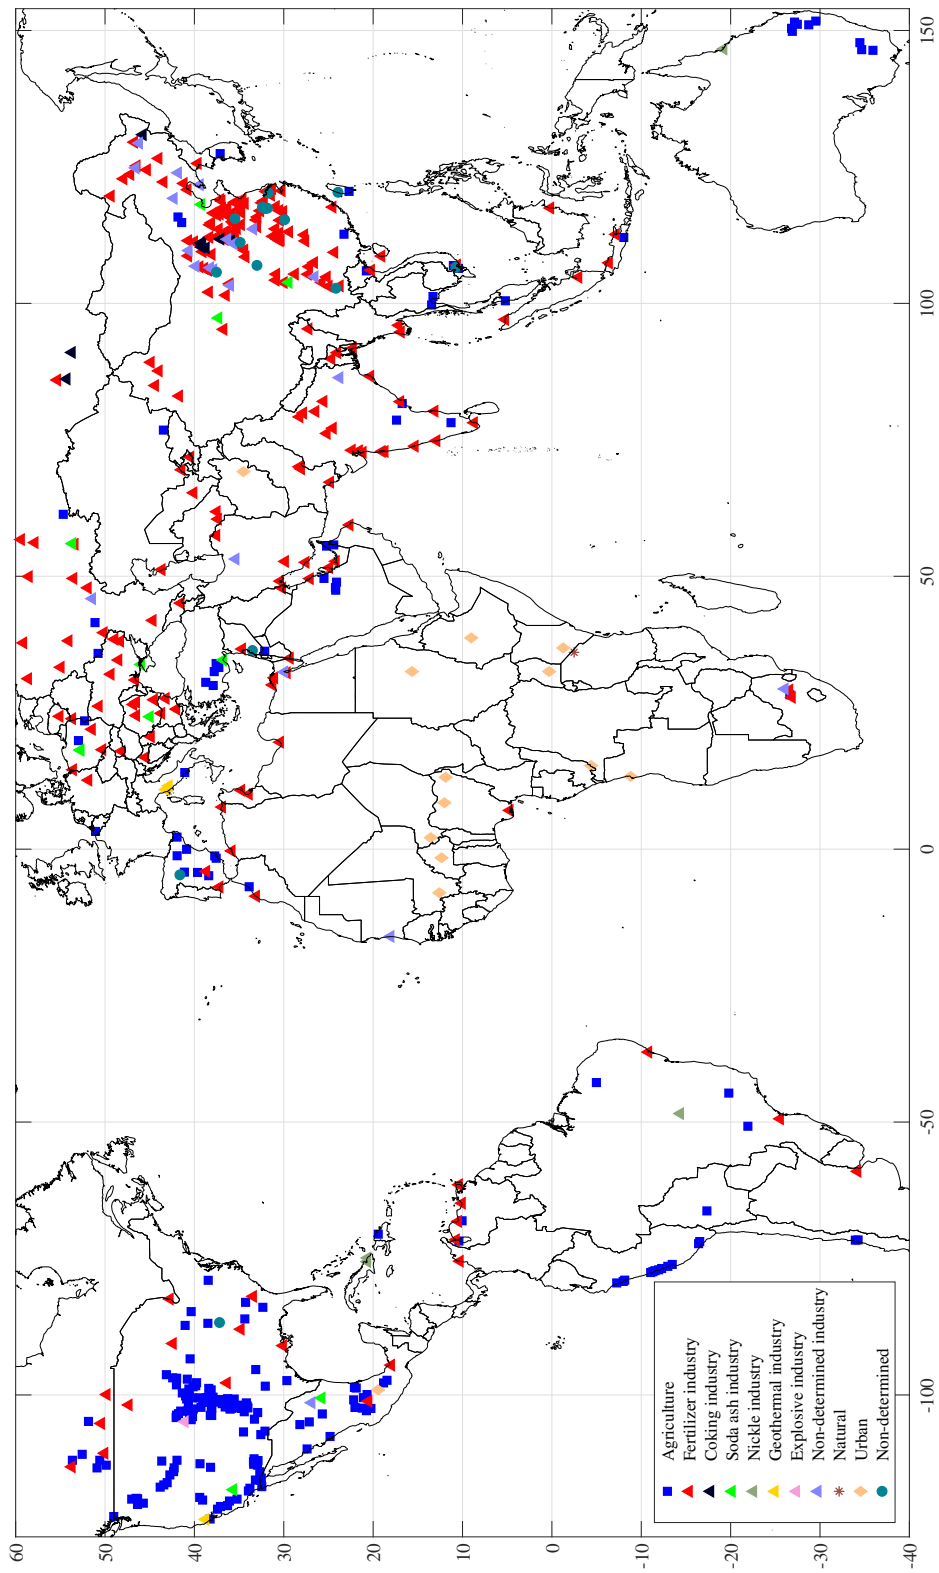 60
50
40
30
20
10
0
-10
-20
-30
-40
-100
-50
0
50
100
150
Agriculture
Fertilizer industry
Coking industry
Soda ash industry
Nickle industry
Geothermal industry
Explosive industry
Non-determined industry
Natural
Urban
Non-determined